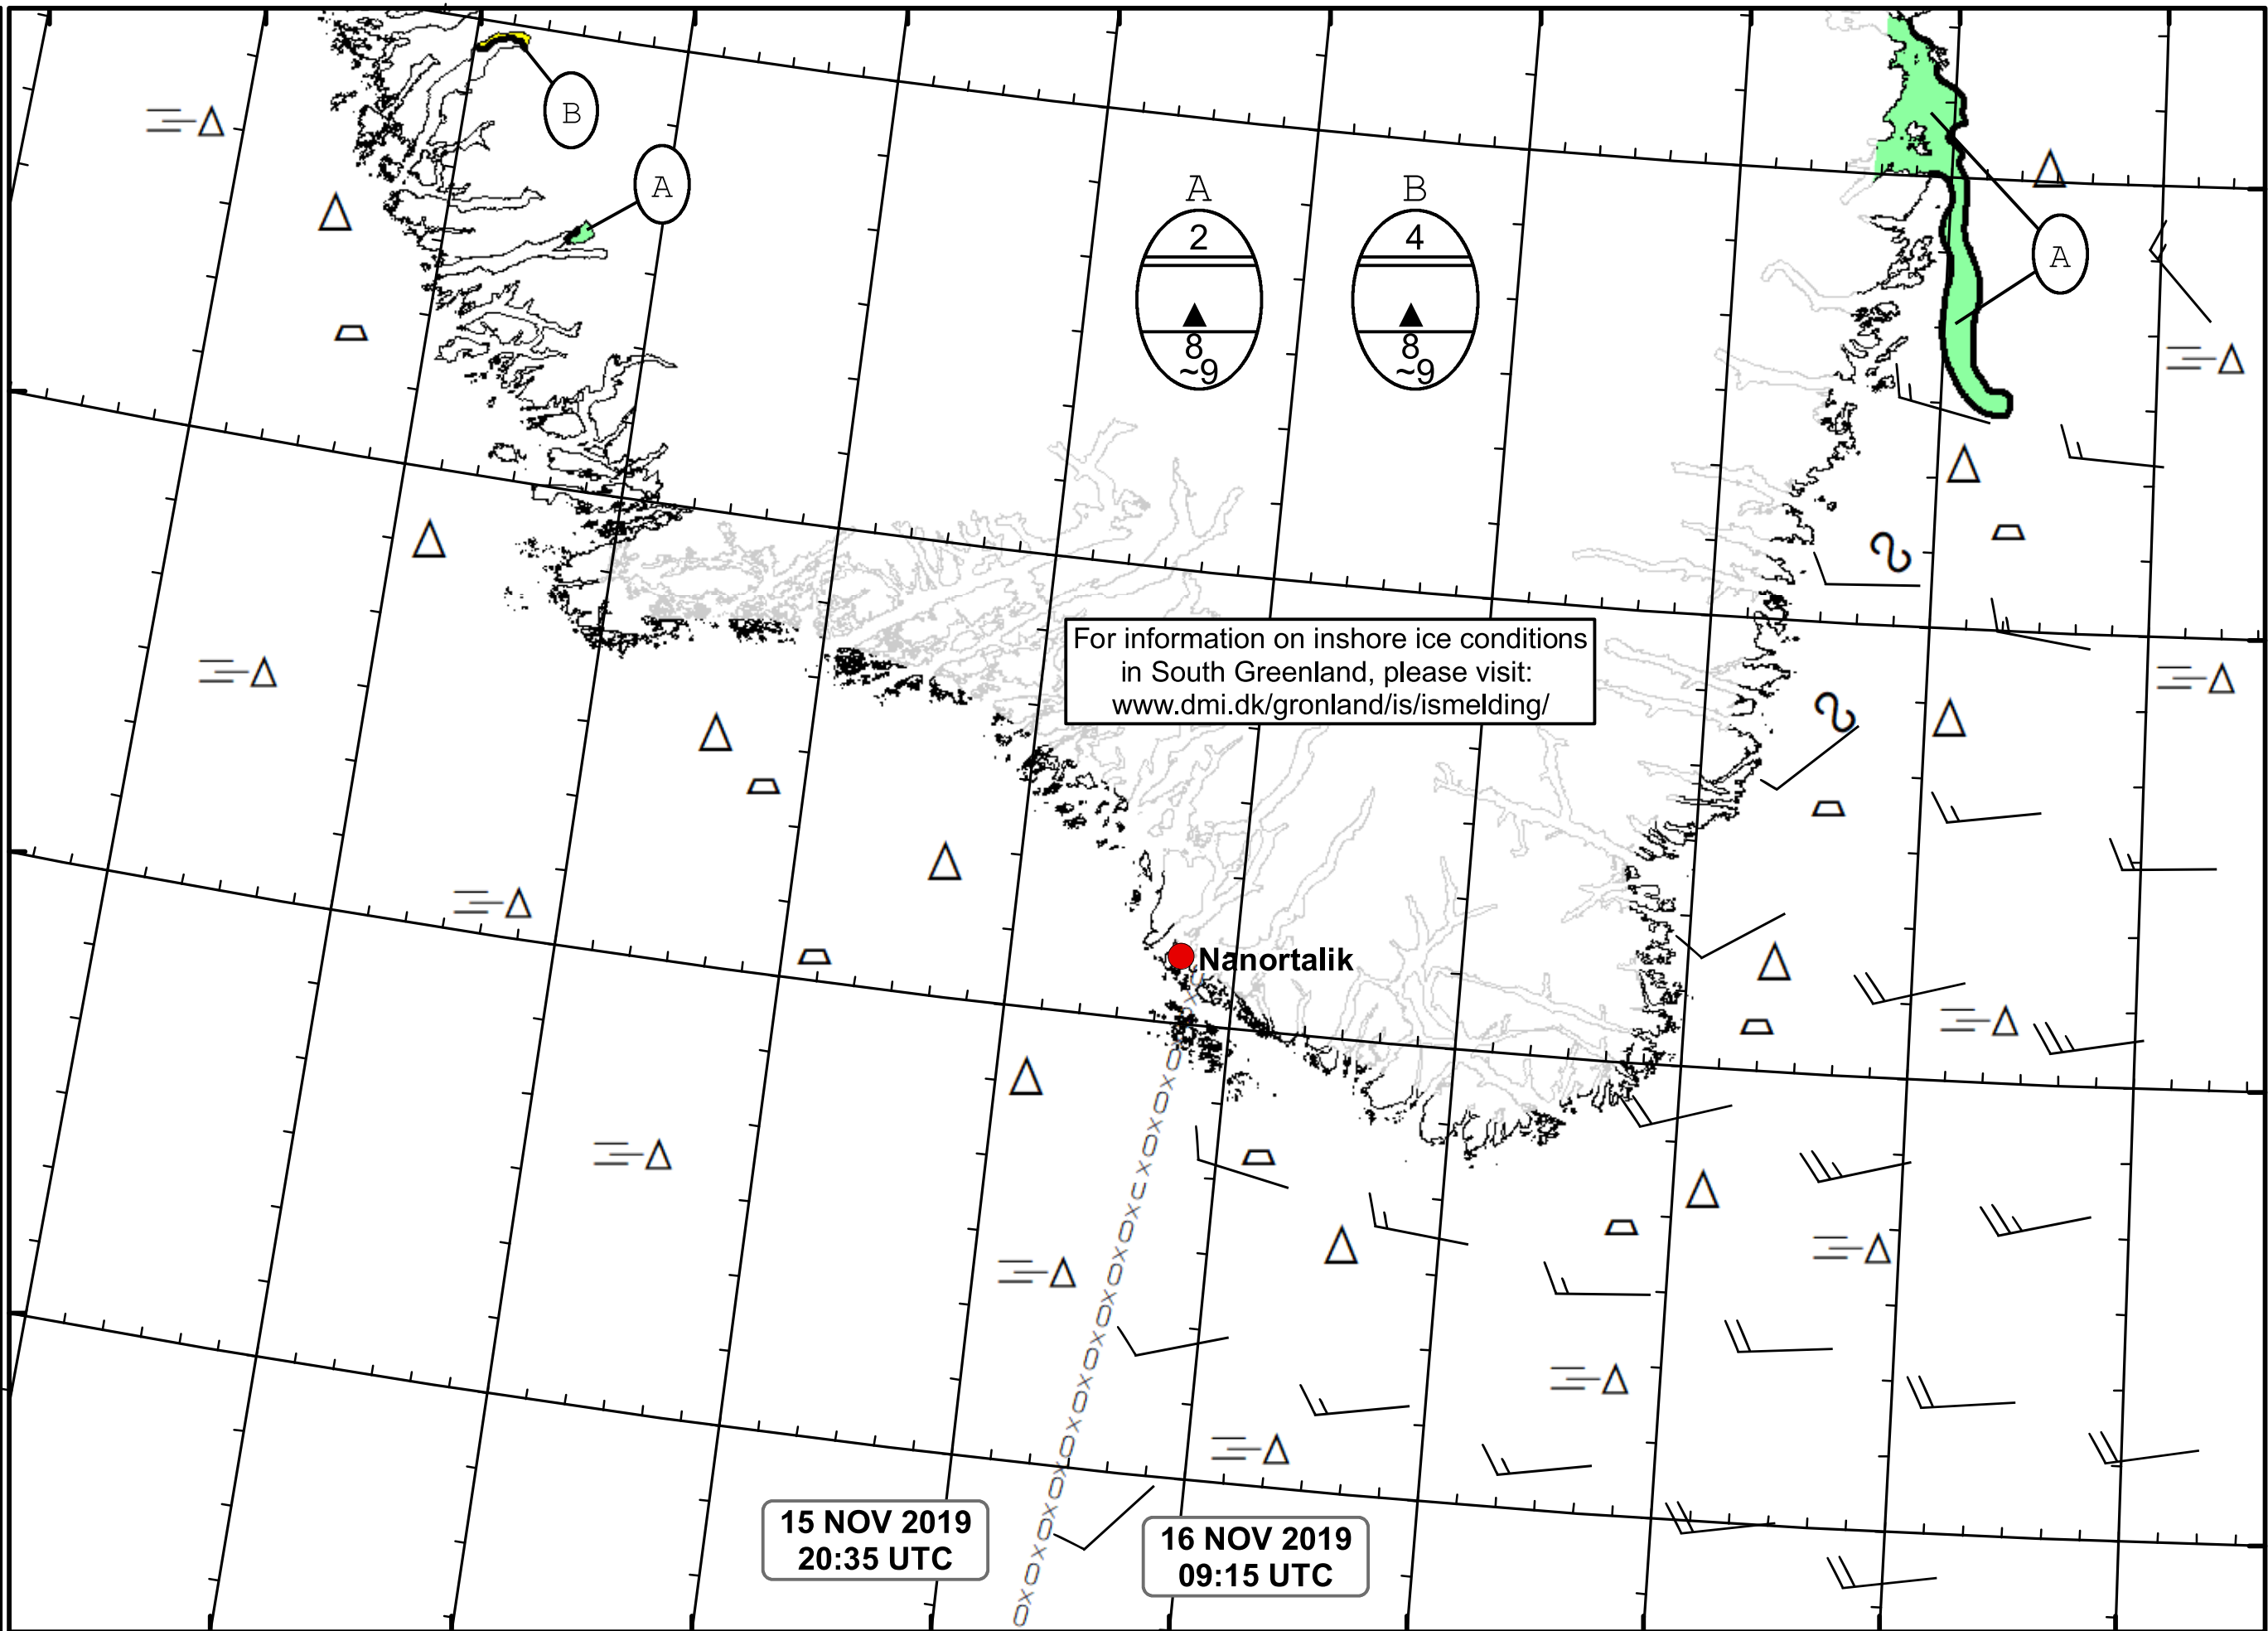 B
A
A
2
8
~9
B
4
8
~9
A
For information on inshore ice conditions
in South Greenland, please visit:
www.dmi.dk/gronland/is/ismelding/
Nanortalik
15 NOV 2019
20:35 UTC
16 NOV 2019
09:15 UTC